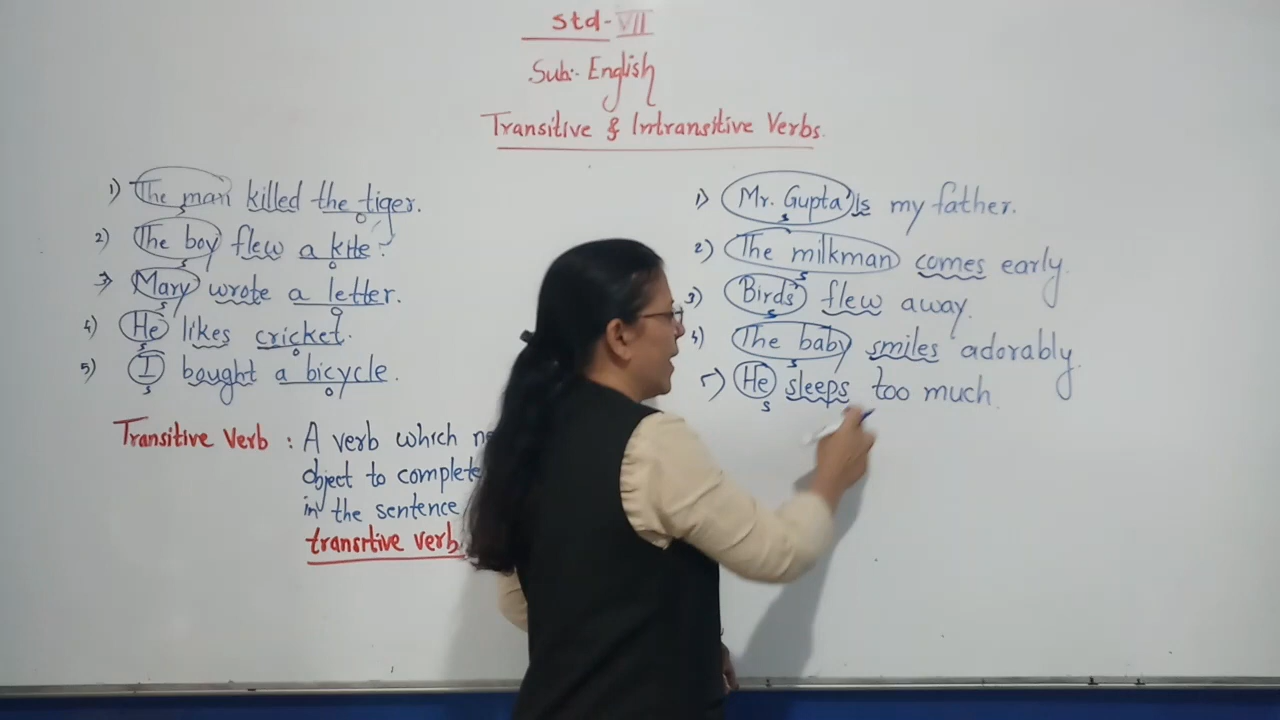 Std-VII
Sub:- English
Transitive & Intransitive Verbs.
1) The man killed the tiger.
S O
2) The boy flew a kite.
S O
3) Mary wrote a letter.
S O
4) He likes cricket.
S O
5) I bought a bicycle.
S O
Transitive Verb : A verb which
object to complete
in the sentence
transitive verb
1) Mr. Gupta is my father.
S
2) The milkman comes early.
S
3) Birds flew away.
S
4) The baby smiles adorably.
S
5) He sleeps too much.
S